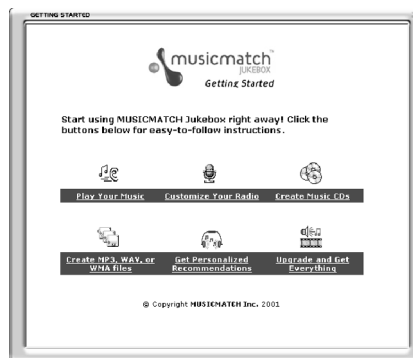 GETTING STARTED
musicmatch™
JUKEBOX
Getting Started
Start using MUSICMATCH Jukebox right away! Click the
buttons below for easy-to-follow instructions.
Play Your Music Customize Your Radio Create Music CDs
Create MP3, WAV, or Get Personalized Upgrade and Get
WMA files Recommendations Everything
© Copyright MUSICMATCH Inc. 2001